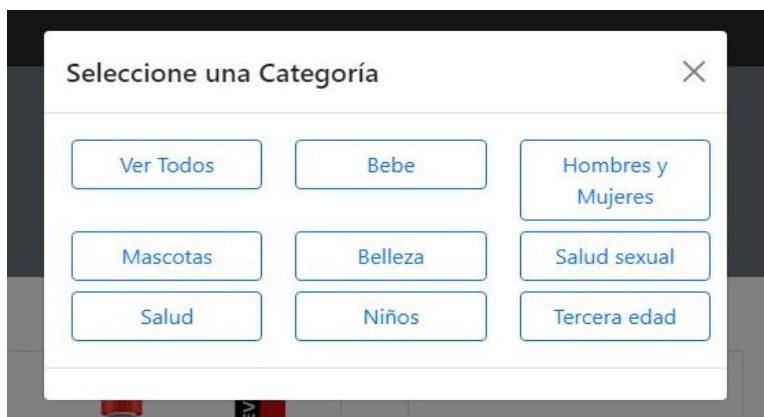 Seleccione una Categoría
Ver Todos
Bebe
Hombres y
Mujeres
Mascotas
Belleza
Salud sexual
Salud
Niños
Tercera edad